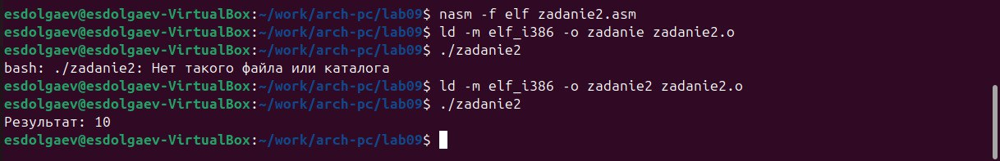 esdolgaev@esdolgaev-VirtualBox:~/work/arch-pc/lab09$ nasm -f elf zadanie2.asm
esdolgaev@esdolgaev-VirtualBox:~/work/arch-pc/lab09$ ld -m elf_i386 -o zadanie zadanie2.o
esdolgaev@esdolgaev-VirtualBox:~/work/arch-pc/lab09$ ./zadanie2
bash: ./zadanie2: Нет такого файла или каталога
esdolgaev@esdolgaev-VirtualBox:~/work/arch-pc/lab09$ ld -m elf_i386 -o zadanie2 zadanie2.o
esdolgaev@esdolgaev-VirtualBox:~/work/arch-pc/lab09$ ./zadanie2
Результат: 10
esdolgaev@esdolgaev-VirtualBox:~/work/arch-pc/lab09$